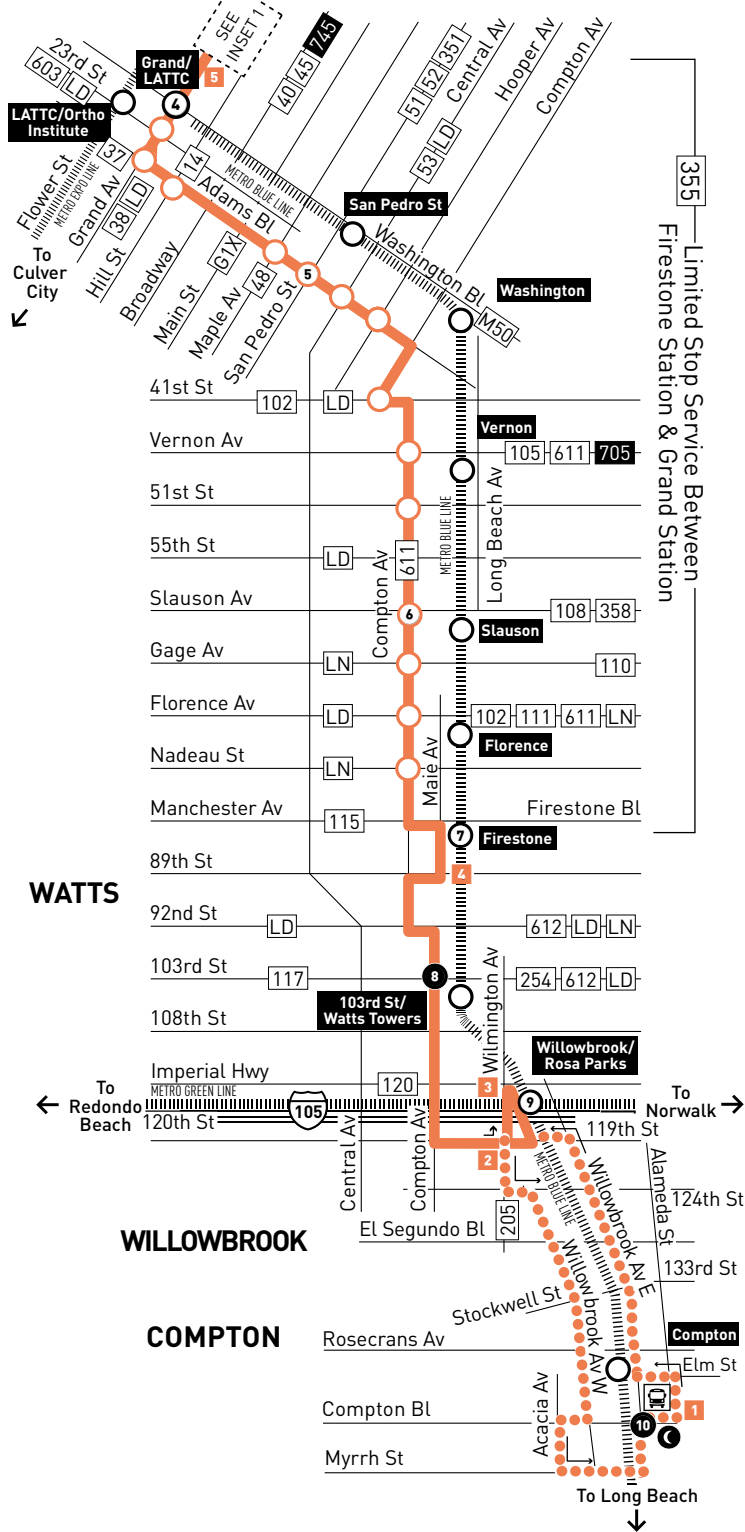 SEE
INSET 1
23rd St
603 LD
Grand/
LATTC
5
4
LATTC/Ortho
Institute
40 45 745
51 52 351
Central Av
Hooper Av
Compton Av
53 LD
355
Limited Stop Service Between
Firestone Station & Grand Station
Flower St
METRO EXPO LINE
37
Grand Av
38 LD
14
Adams Bl
METRO BLUE LINE
San Pedro St
Washington Bl
Washington
M50
To
Culver
City
Hill St
Broadway
Main St
G1X
Maple Av
48
San Pedro St
5
41st St
102
LD
Vernon Av
Vernon
105 611 705
51st St
METRO BLUE LINE
Long Beach Av
55th St
LD
611
Compton Av
Slauson Av
6
108 358
Slauson
Gage Av
LN
110
Florence Av
LD
102 111 611 LN
Florence
Maie Av
Nadeau St
LN
Manchester Av
115
Firestone Bl
7
Firestone
89th St
4
WATTS
92nd St
LD
612 LD LN
103rd St
117
8
254 612 LD
103rd St/
Watts Towers
108th St
Wilmington Av
Willowbrook/
Rosa Parks
Imperial Hwy
METRO GREEN LINE
120
3
9
To
Redondo
Beach
105
To
Norwalk
120th St
119th St
Central Av
Compton Av
2
METRO BLUE LINE
Willowbrook Av E
Alameda St
124th St
205
WILLOWBROOK
El Segundo Bl
Willowbrook Av W
133rd St
Stockwell St
COMPTON
Rosecrans Av
Compton
Elm St
Acacia Av
1
Compton Bl
10
Myrrh St
To Long Beach